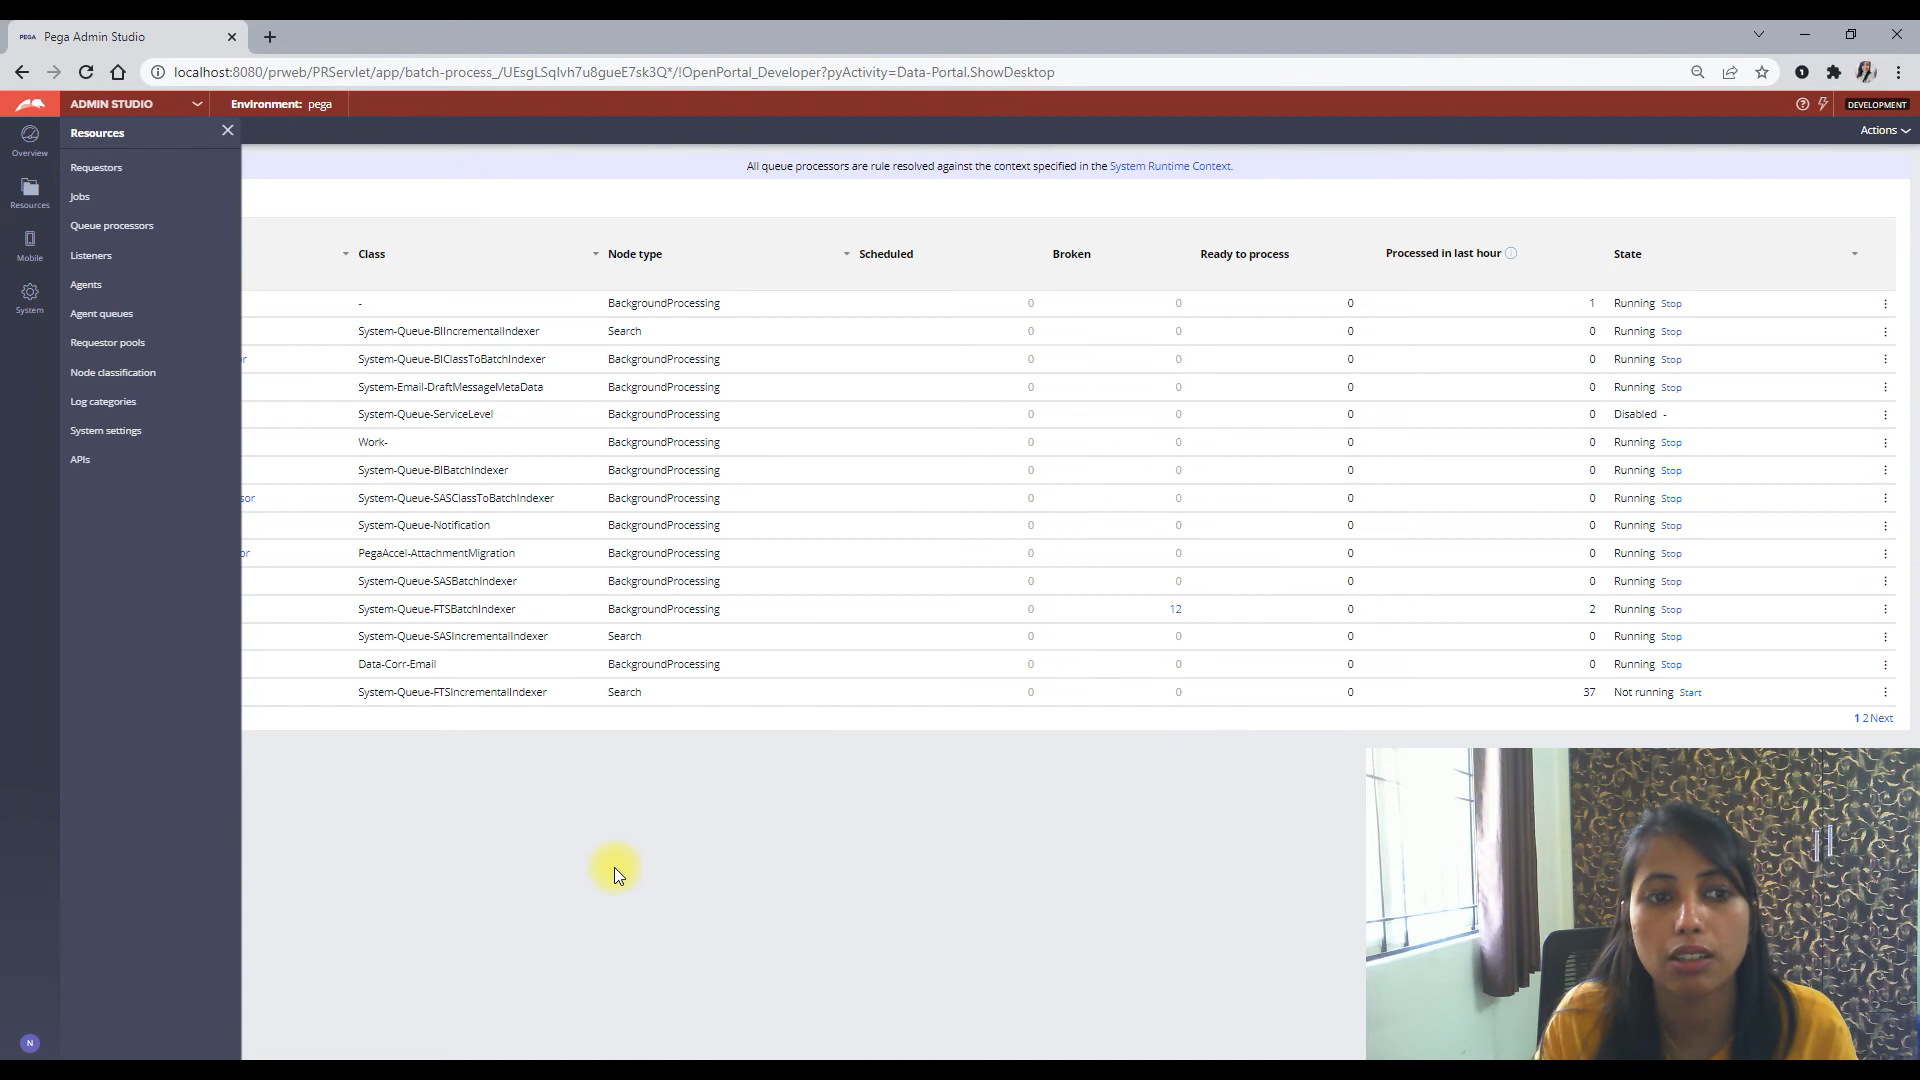 PEGA Pega Admin Studio
localhost:8080/prweb/PRServlet/app/batch-process_/UEsgLSqlvh7u8gueE7sk3Q*/!OpenPortal_Developer?pyActivity=Data-Portal.ShowDesktop
ADMIN STUDIO Environment: pega DEVELOPMENT
Actions
Overview
Resources
Mobile
System
N
Resources
Requestors
Jobs
Queue processors
Listeners
Agents
Agent queues
Requestor pools
Node classification
Log categories
System settings
APIs
All queue processors are rule resolved against the context specified in the System Runtime Context.
Class Node type Scheduled Broken Ready to process Processed in last hour State
- BackgroundProcessing 0 0 0 1 Running Stop
System-Queue-BIIncrementalIndexer Search 0 0 0 0 Running Stop
or System-Queue-BIClassToBatchIndexer BackgroundProcessing 0 0 0 0 Running Stop
System-Email-DraftMessageMetaData BackgroundProcessing 0 0 0 0 Running Stop
System-Queue-ServiceLevel BackgroundProcessing 0 0 0 0 Disabled -
Work- BackgroundProcessing 0 0 0 0 Running Stop
System-Queue-BIBatchIndexer BackgroundProcessing 0 0 0 0 Running Stop
sor System-Queue-SASClassToBatchIndexer BackgroundProcessing 0 0 0 0 Running Stop
System-Queue-Notification BackgroundProcessing 0 0 0 0 Running Stop
or PegaAccel-AttachmentMigration BackgroundProcessing 0 0 0 0 Running Stop
System-Queue-SASBatchIndexer BackgroundProcessing 0 0 0 0 Running Stop
System-Queue-FTSBatchIndexer BackgroundProcessing 0 12 0 2 Running Stop
System-Queue-SASIncrementalIndexer Search 0 0 0 0 Running Stop
Data-Corr-Email BackgroundProcessing 0 0 0 0 Running Stop
System-Queue-FTSIncrementalIndexer Search 0 0 0 37 Not running Start
1 2 Next